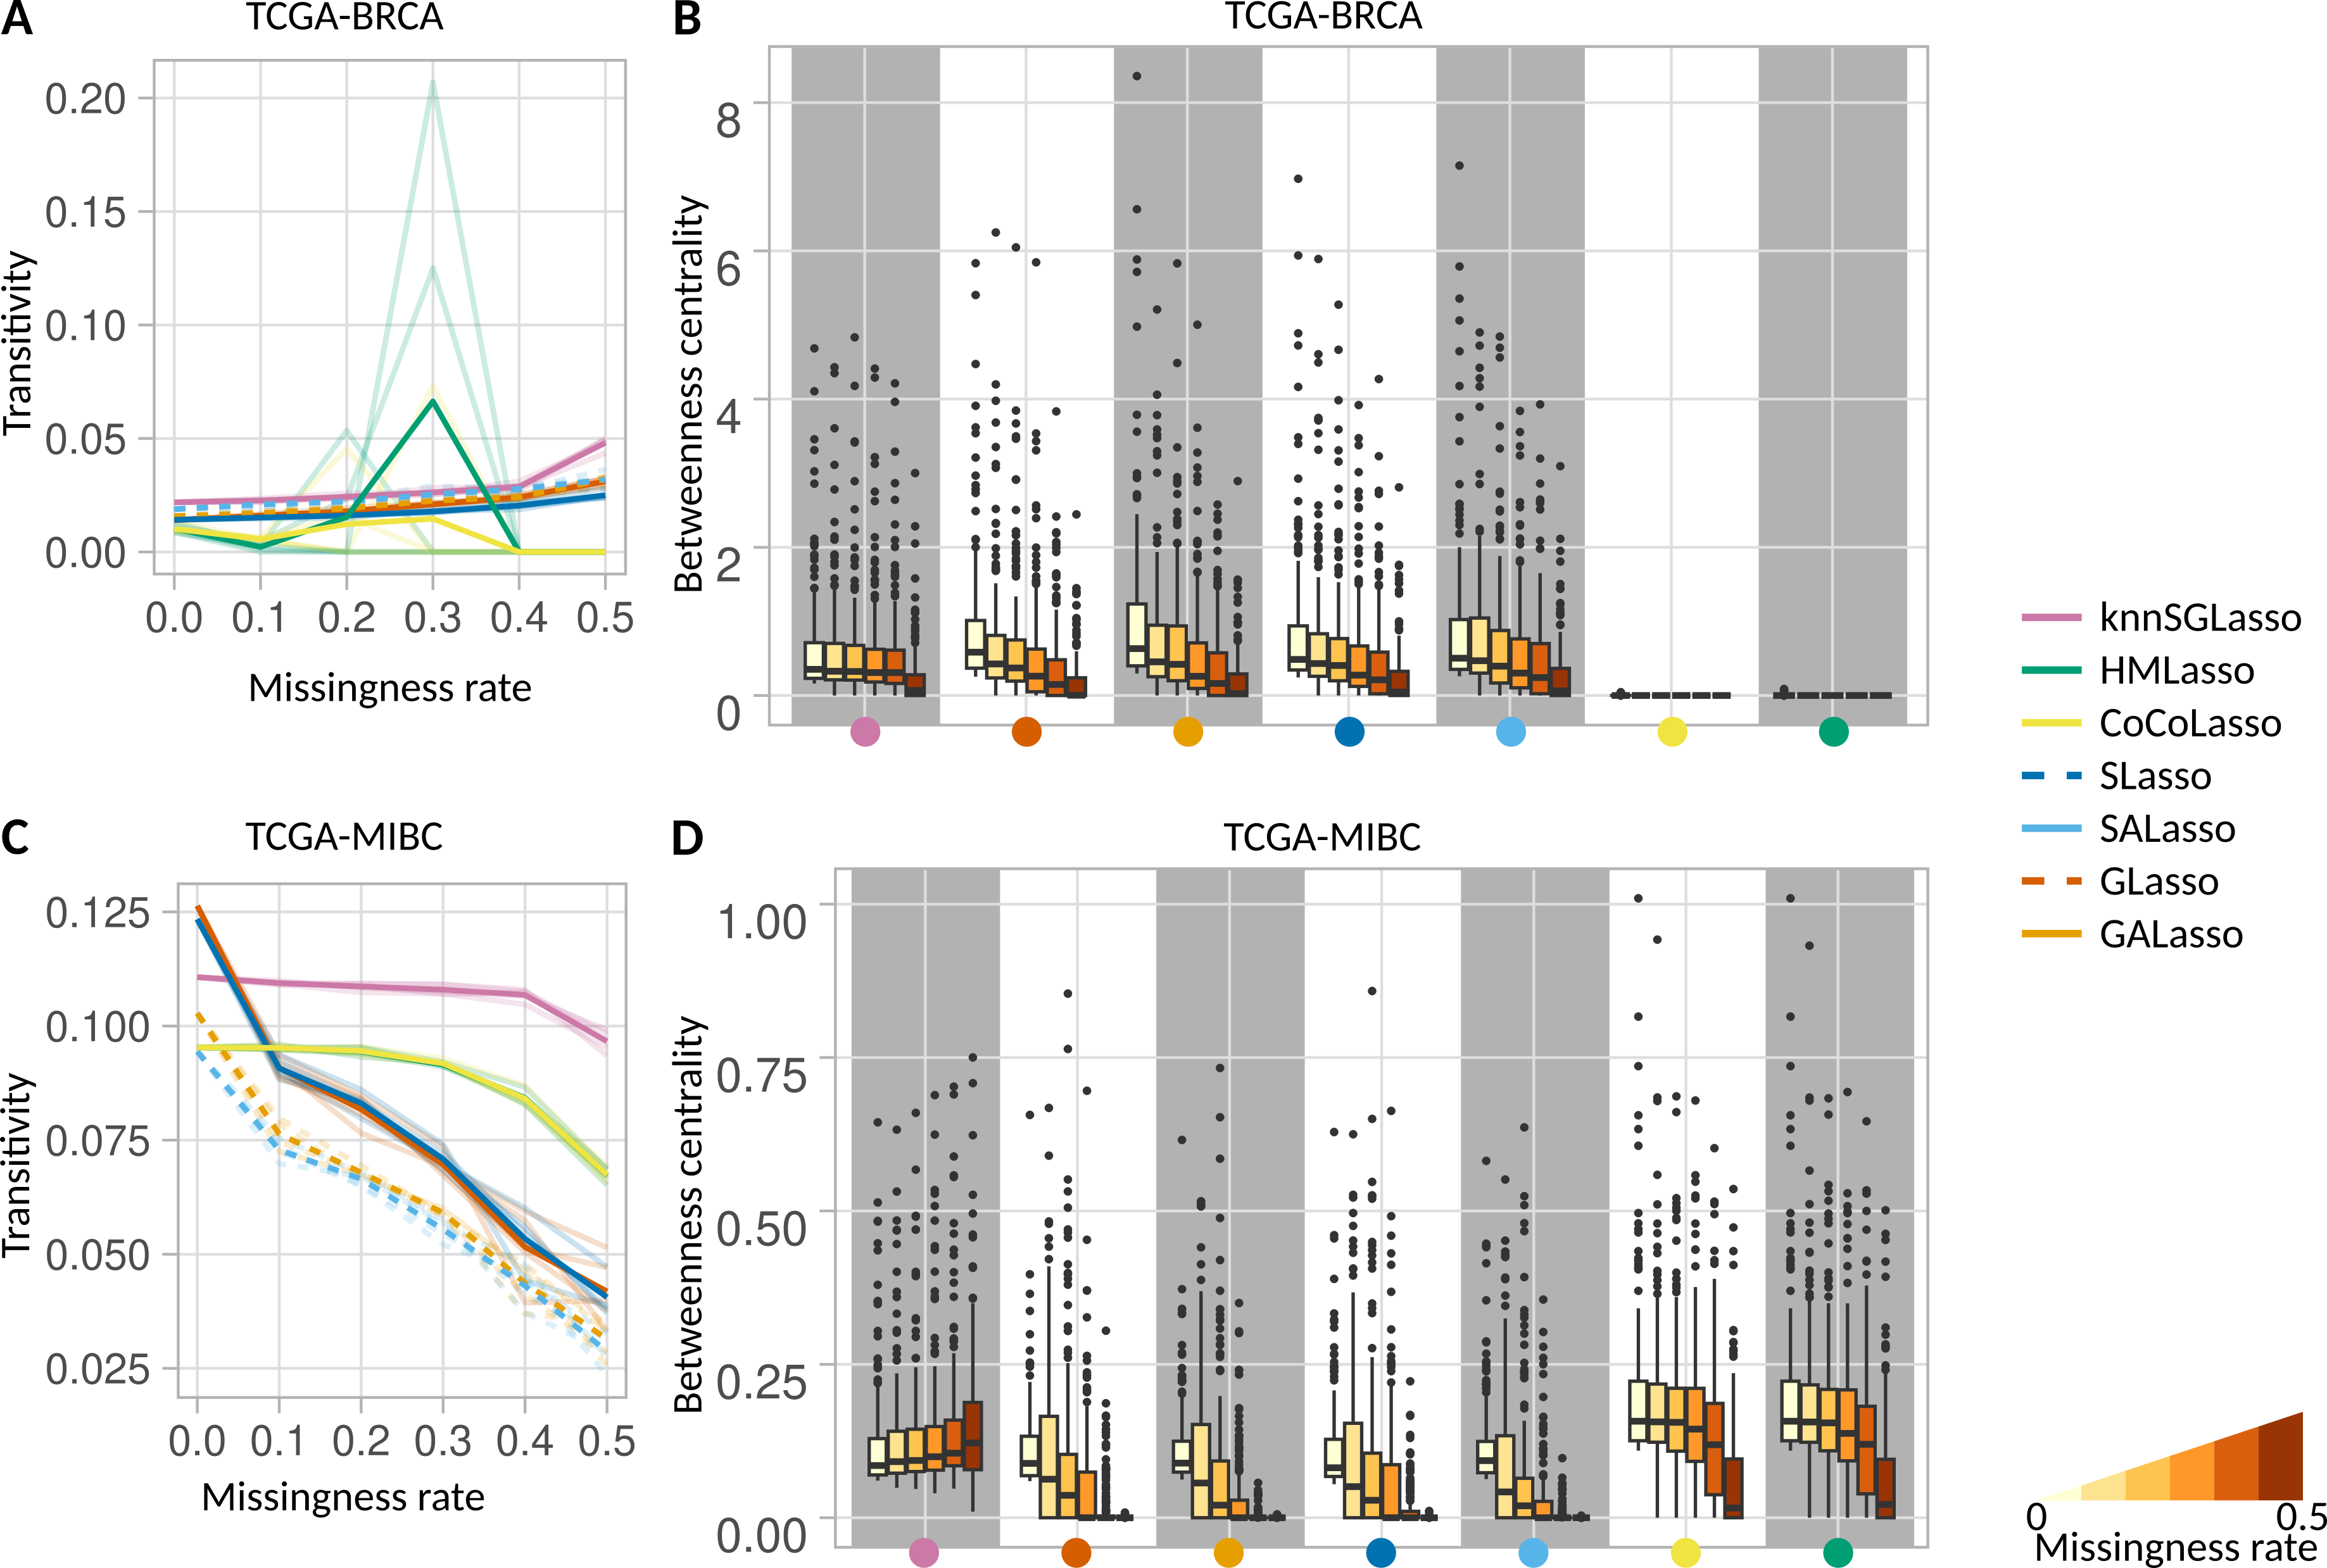 A
TCGA-BRCA
Transitivity
0.20
0.15
0.10
0.05
0.00
0.0 0.1 0.2 0.3 0.4 0.5
Missingness rate
B
TCGA-BRCA
Betweenness centrality
8
6
4
2
0
C
TCGA-MIBC
Transitivity
0.125
0.100
0.075
0.050
0.025
0.0 0.1 0.2 0.3 0.4 0.5
Missingness rate
D
TCGA-MIBC
Betweenness centrality
1.00
0.75
0.50
0.25
0.00
knnSGLasso
HMLasso
CoCoLasso
SLasso
SALasso
GLasso
GALasso
0 0.5
Missingness rate